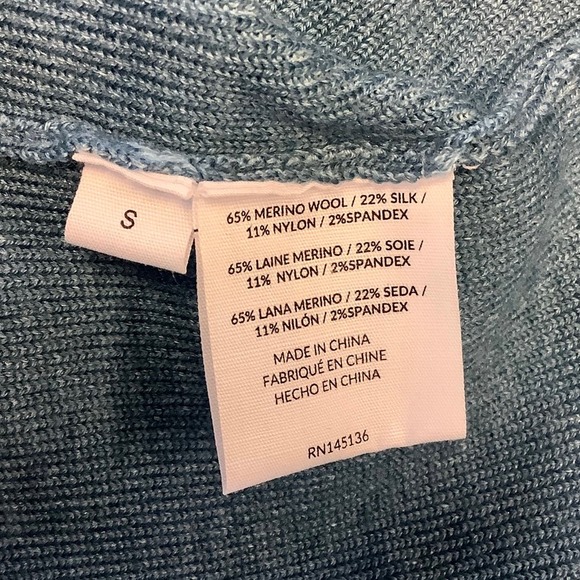 S
65% MERINO WOOL / 22% SILK /
11% NYLON / 2%SPANDEX
65% LAINE MERINO / 22% SOIE /
11% NYLON / 2%SPANDEX
65% LANA MERINO / 22% SEDA /
11% NILÓN / 2%SPANDEX
MADE IN CHINA
FABRIQUÉ EN CHINE
HECHO EN CHINA
RN145136